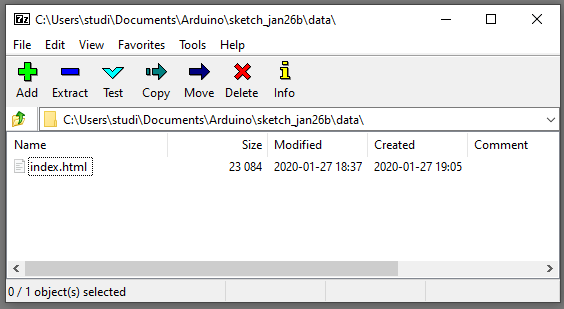 7z C:\Users\studi\Documents\Arduino\sketch_jan26b\data\
File Edit View Favorites Tools Help
Add Extract Test Copy Move Delete Info
C:\Users\studi\Documents\Arduino\sketch_jan26b\data\
Name Size Modified Created Comment
index.html 23 084 2020-01-27 18:37 2020-01-27 19:05
0 / 1 object(s) selected